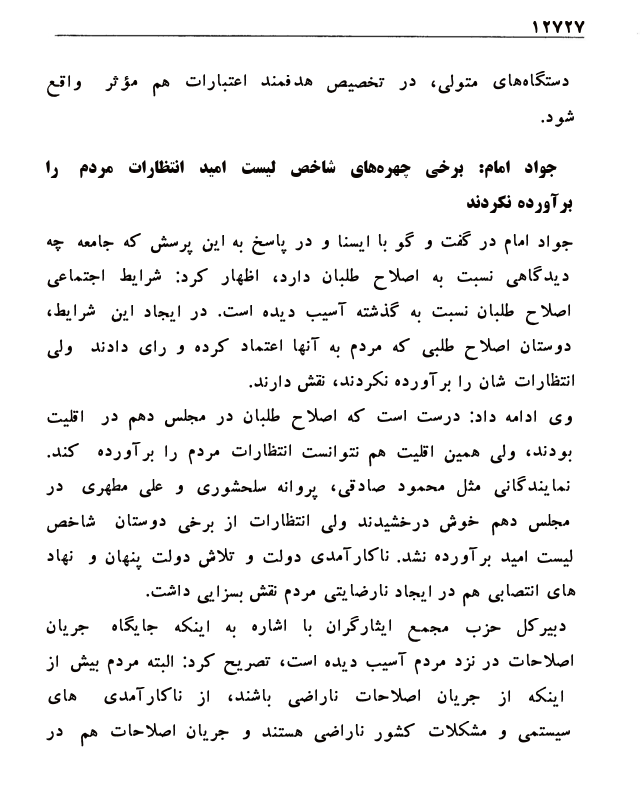 ۱۲۷۲۷
دستگاه‌های متولی، در تخصیص هدفمند اعتبارات هم مؤثر واقع
شود.
جواد امام: برخی چهره‌های شاخص لیست امید انتظارات مردم را
برآورده نکردند
جواد امام در گفت و گو با ایسنا و در پاسخ به این پرسش که جامعه چه
دیدگاهی نسبت به اصلاح طلبان دارد، اظهار کرد: شرایط اجتماعی
اصلاح طلبان نسبت به گذشته آسیب دیده است. در ایجاد این شرایط،
دوستان اصلاح طلبی که مردم به آنها اعتماد کرده و رای دادند ولی
انتظارات شان را برآورده نکردند، نقش دارند.
وی ادامه داد: درست است که اصلاح طلبان در مجلس دهم در اقلیت
بودند، ولی همین اقلیت هم نتوانست انتظارات مردم را برآورده کند.
نمایندگانی مثل محمود صادقی، پروانه سلحشوری و علی مطهری در
مجلس دهم خوش درخشیدند ولی انتظارات از برخی دوستان شاخص
لیست امید برآورده نشد. ناکارآمدی دولت و تلاش دولت پنهان و نهاد
های انتصابی هم در ایجاد نارضایتی مردم نقش بسزایی داشت.
دبیرکل حزب مجمع ایثارگران با اشاره به اینکه جایگاه جریان
اصلاحات در نزد مردم آسیب دیده است، تصریح کرد: البته مردم بیش از
اینکه از جریان اصلاحات ناراضی باشند، از ناکارآمدی های
سیستمی و مشکلات کشور ناراضی هستند و جریان اصلاحات هم در